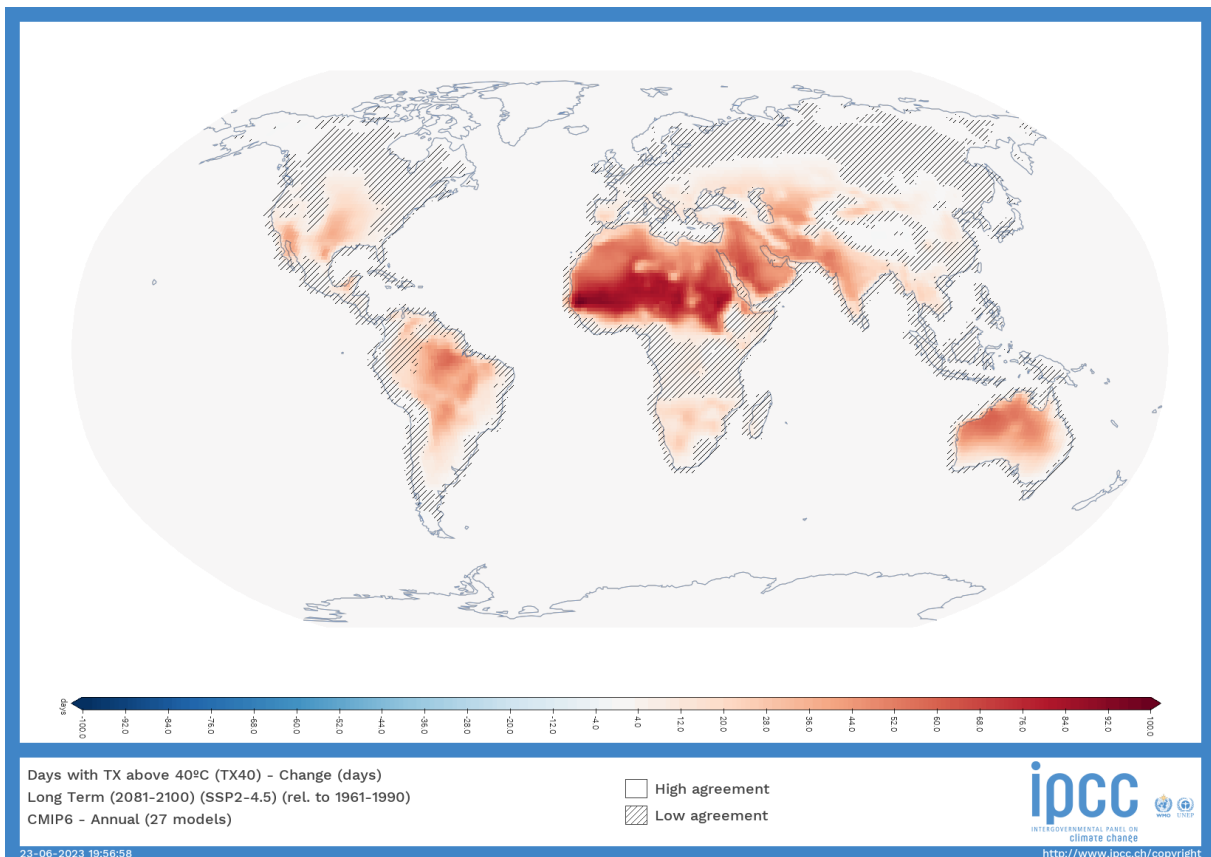 days
-100.0 -92.0 -84.0 -76.0 -68.0 -60.0 -52.0 -44.0 -36.0 -28.0 -20.0 -12.0 -4.0 4.0 12.0 20.0 28.0 36.0 44.0 52.0 60.0 68.0 76.0 84.0 92.0 100.0
Days with TX above 40ºC (TX40) - Change (days)
Long Term (2081-2100) (SSP2-4.5) (rel. to 1961-1990)
CMIP6 - Annual (27 models)
High agreement
Low agreement
ipcc
INTERGOVERNMENTAL PANEL ON
climate change
WMO UNEP
23-06-2023 19:56:58
http://www.ipcc.ch/copyright